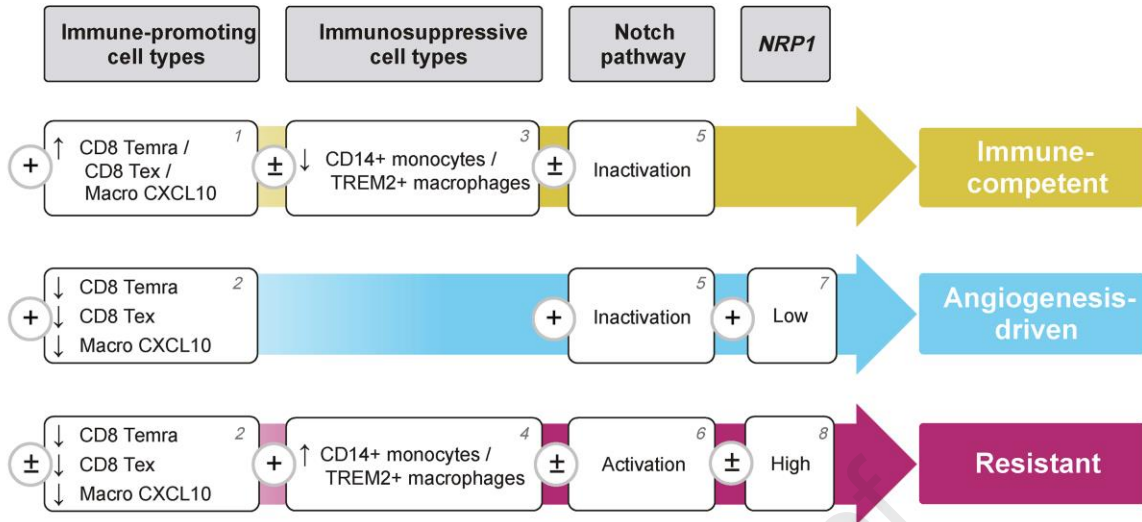 Immune-promoting
cell types
Immunosuppressive
cell types
Notch
pathway
NRP1
+
1
↑ CD8 Temra /
CD8 Tex /
Macro CXCL10
±
3
↓ CD14+ monocytes /
TREM2+ macrophages
±
5
Inactivation
Immune-
competent
+
2
↓ CD8 Temra
↓ CD8 Tex
↓ Macro CXCL10
+
5
Inactivation
+
7
Low
Angiogenesis-
driven
±
2
↓ CD8 Temra
↓ CD8 Tex
↓ Macro CXCL10
+
4
↑ CD14+ monocytes /
TREM2+ macrophages
±
6
Activation
±
8
High
Resistant